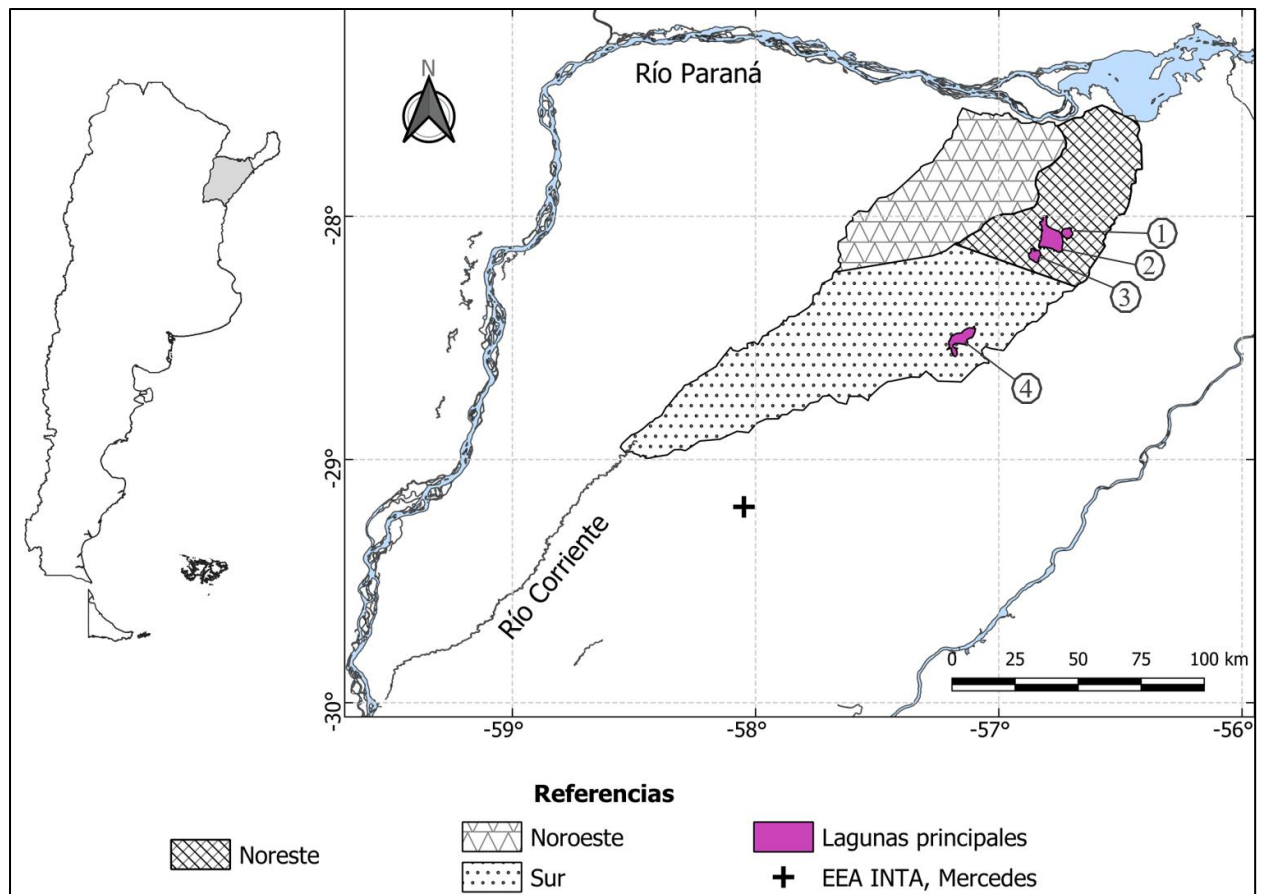 N
Río Paraná
-28°
1
2
3
4
-29°
Río Corriente
0 25 50 75 100 km
-30°
-59° -58° -57° -56°
Referencias
Noreste
Noroeste
Sur
Lagunas principales
EEA INTA, Mercedes